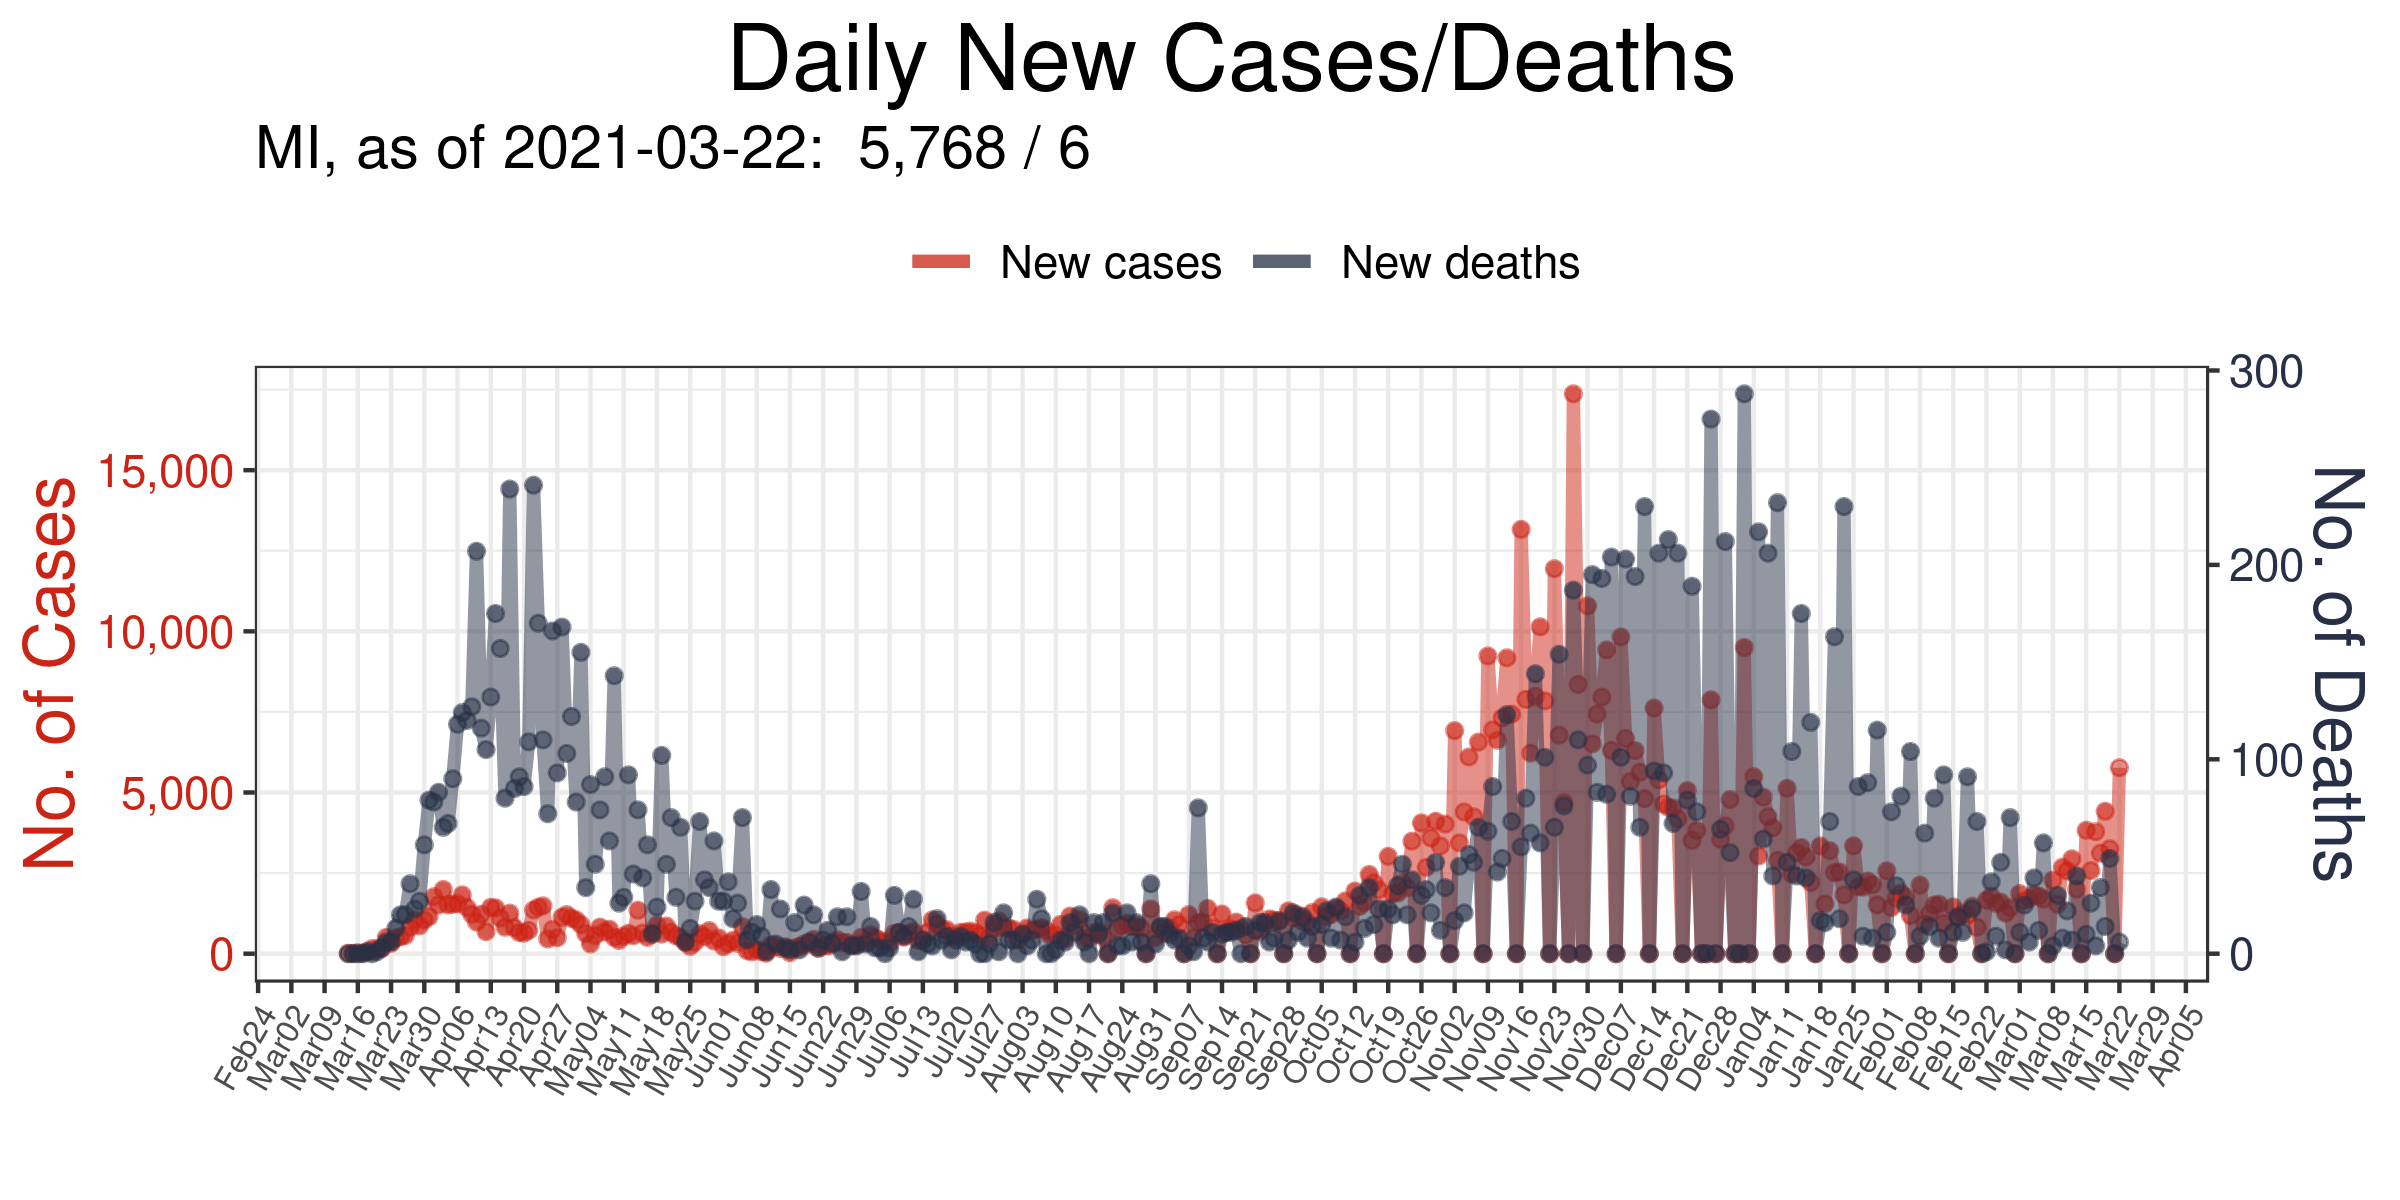 Daily New Cases/Deaths
MI, as of 2021-03-22:  5,768 / 6
New cases
New deaths
No. of Cases
15,000
10,000
5,000
0
300
200
100
0
No. of Deaths
Feb24
Mar02
Mar09
Mar16
Mar23
Mar30
Apr06
Apr13
Apr20
Apr27
May04
May11
May18
May25
Jun01
Jun08
Jun15
Jun22
Jun29
Jul06
Jul13
Jul20
Jul27
Aug03
Aug10
Aug17
Aug24
Aug31
Sep07
Sep14
Sep21
Sep28
Oct05
Oct12
Oct19
Oct26
Nov02
Nov09
Nov16
Nov23
Nov30
Dec07
Dec14
Dec21
Dec28
Jan04
Jan11
Jan18
Jan25
Feb01
Feb08
Feb15
Feb22
Mar01
Mar08
Mar15
Mar22
Mar29
Apr05